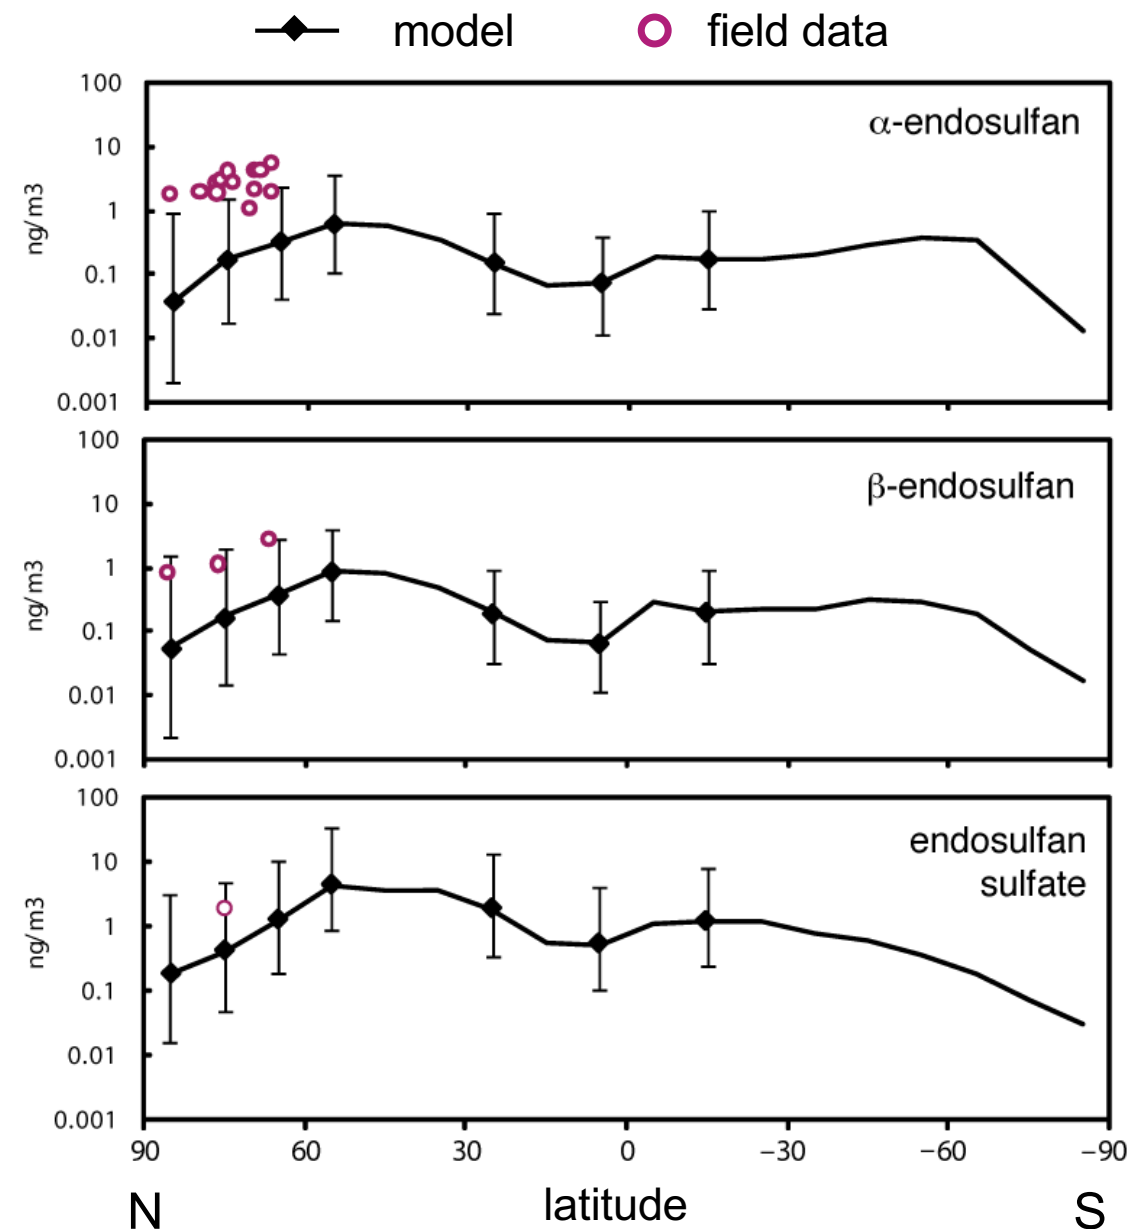 model field data
100
α-endosulfan
10
1
0.1
0.01
0.001
ng/m3
100
β-endosulfan
10
1
0.1
0.01
0.001
ng/m3
100
endosulfan
sulfate
10
1
0.1
0.01
0.001
ng/m3
90 60 30 0 −30 −60 −90
N latitude S